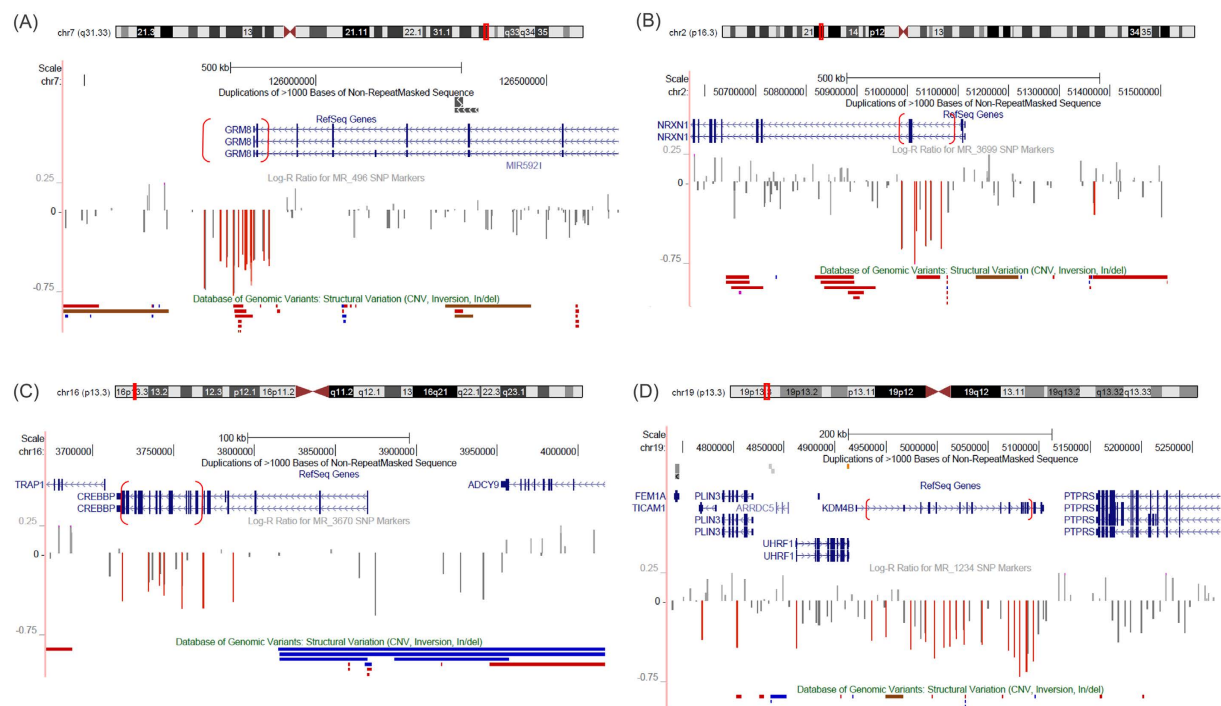 (A)
chr7 (q31.33) 21.3 13 21.11 22.1 31.1 q33 q34 35
Scale 500 kb
chr7: 126000000 126500000
Duplications of >1000 Bases of Non-RepeatMasked Sequence
RefSeq Genes
GRM8
GRM8
GRM8
MIR592
Log-R Ratio for MR_496 SNP Markers
0.25
0
-0.75
Database of Genomic Variants: Structural Variation (CNV, Inversion, In/del)
(B)
chr2 (p16.3) 21 14 p12 13 34 35
Scale 500 kb
chr2: 50700000 50800000 50900000 51000000 51100000 51200000 51300000 51400000 51500000
Duplications of >1000 Bases of Non-RepeatMasked Sequence
RefSeq Genes
NRXN1
NRXN1
Log-R Ratio for MR_3699 SNP Markers
0.25
0
-0.75
Database of Genomic Variants: Structural Variation (CNV, Inversion, In/del)
(C)
chr16 (p13.3) 16p13.3 13.2 12.3 p12.1 16p11.2 q11.2 q12.1 16q21 q22.1 22.3 q23.1
Scale 100 kb
chr16: 3700000 3750000 3800000 3850000 3900000 3950000 4000000
Duplications of >1000 Bases of Non-RepeatMasked Sequence
RefSeq Genes
TRAP1 ADCY9
CREBBP
CREBBP
Log-R Ratio for MR_3670 SNP Markers
0.25
0
-0.75
Database of Genomic Variants: Structural Variation (CNV, Inversion, In/del)
(D)
chr19 (p13.3) 19p13.3 19p13.2 p13.11 19p12 19q12 13.11 19q13.2 q13.32 q13.33
Scale 200 kb
chr19: 4800000 4850000 4900000 4950000 5000000 5050000 5100000 5150000 5200000 5250000
Duplications of >1000 Bases of Non-RepeatMasked Sequence
RefSeq Genes
FEM1A PLIN3 PTPRS
TICAM1 ARRDC5 KDM4B PTPRS
PLIN3 PTPRS
PLIN3 PTPRS
UHRF1
UHRF1
Log-R Ratio for MR_1234 SNP Markers
0.25
0
-0.75
Database of Genomic Variants: Structural Variation (CNV, Inversion, In/del)